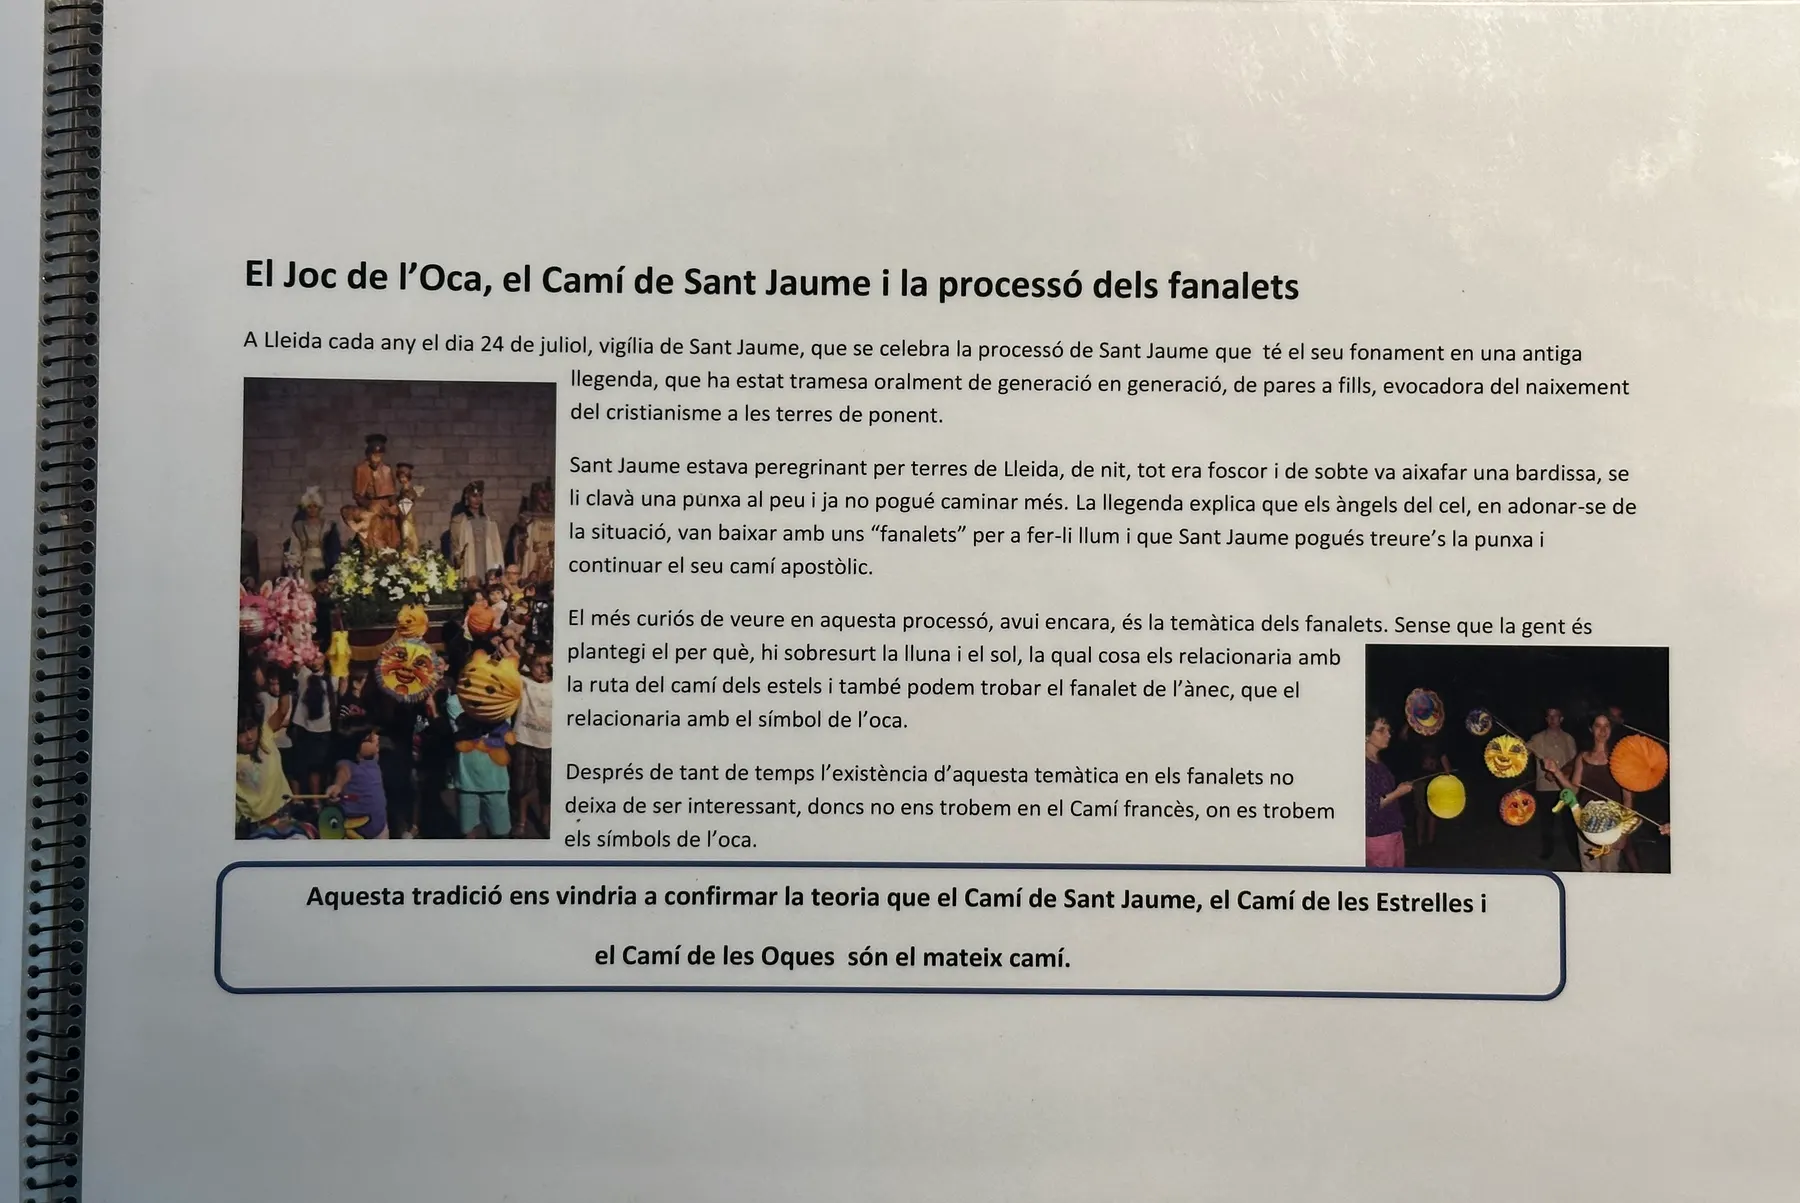 El Joc de l’Oca, el Camí de Sant Jaume i la processó dels fanalets
A Lleida cada any el dia 24 de juliol, vigília de Sant Jaume, que se celebra la processó de Sant Jaume que té el seu fonament en una antiga
llegenda, que ha estat tramesa oralment de generació en generació, de pares a fills, evocadora del naixement
del cristianisme a les terres de ponent.
Sant Jaume estava peregrinant per terres de Lleida, de nit, tot era foscor i de sobte va aixafar una bardissa, se
li clavà una punxa al peu i ja no pogué caminar més. La llegenda explica que els àngels del cel, en adonar-se de
la situació, van baixar amb uns “fanalets” per a fer-li llum i que Sant Jaume pogués treure’s la punxa i
continuar el seu camí apostòlic.
El més curiós de veure en aquesta processó, avui encara, és la temàtica dels fanalets. Sense que la gent és
plantegi el per què, hi sobresurt la lluna i el sol, la qual cosa els relacionaria amb
la ruta del camí dels estels i també podem trobar el fanalet de l’ànec, que el
relacionaria amb el símbol de l’oca.
Després de tant de temps l’existència d’aquesta temàtica en els fanalets no
deixa de ser interessant, doncs no ens trobem en el Camí francès, on es trobem
els símbols de l’oca.
Aquesta tradició ens vindria a confirmar la teoria que el Camí de Sant Jaume, el Camí de les Estrelles i
el Camí de les Oques són el mateix camí.